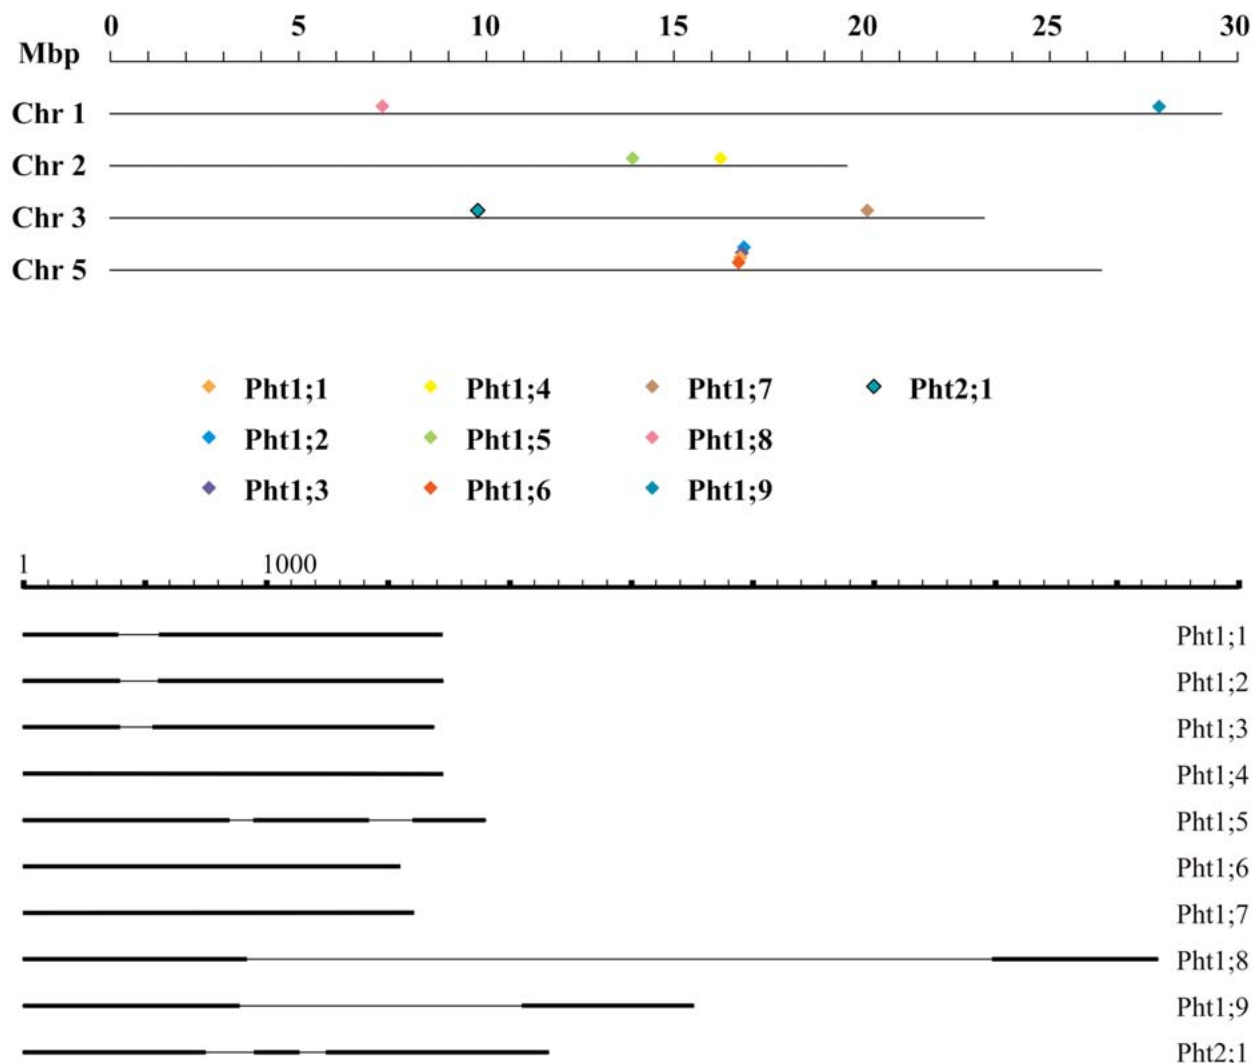 0 5 10 15 20 25 30
Mbp
Chr 1
Chr 2
Chr 3
Chr 5
Pht1;1 Pht1;4 Pht1;7 Pht2;1
Pht1;2 Pht1;5 Pht1;8
Pht1;3 Pht1;6 Pht1;9
1 1000
Pht1;1
Pht1;2
Pht1;3
Pht1;4
Pht1;5
Pht1;6
Pht1;7
Pht1;8
Pht1;9
Pht2;1